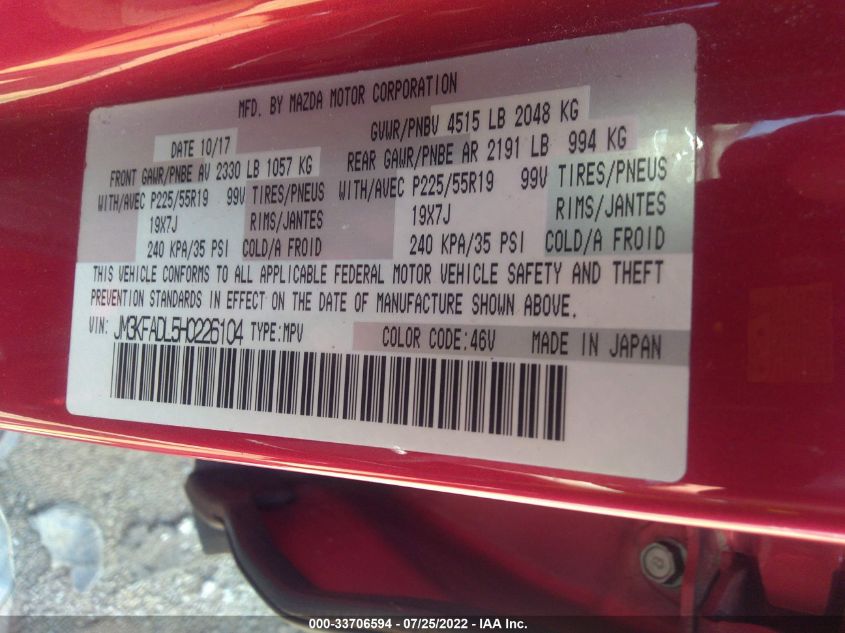 MFD. BY MAZDA MOTOR CORPORATION
DATE 10/17 GVWR/PNBV 4515 LB 2048 KG
FRONT GAWR/PNBE AV 2330 LB 1057 KG REAR GAWR/PNBE AR 2191 LB 994 KG
WITH/AVEC P225/55R19 99V TIRES/PNEUS WITH/AVEC P225/55R19 99V TIRES/PNEUS
19X7J RIMS/JANTES 19X7J RIMS/JANTES
240 KPA/35 PSI COLD/A FROID 240 KPA/35 PSI COLD/A FROID
THIS VEHICLE CONFORMS TO ALL APPLICABLE FEDERAL MOTOR VEHICLE SAFETY AND THEFT
PREVENTION STANDARDS IN EFFECT ON THE DATE OF MANUFACTURE SHOWN ABOVE.
VIN: JM3KFADL5H0226104 TYPE:MPV COLOR CODE:46V MADE IN JAPAN
000-33706594 - 07/25/2022 - IAA Inc.